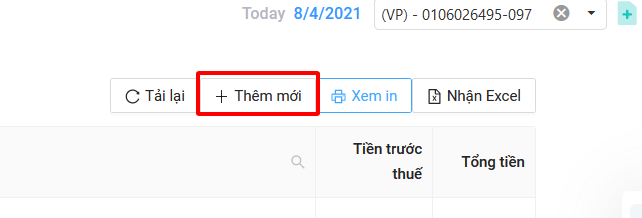 Today 8/4/2021 (VP) - 0106026495-097
Tải lại Thêm mới Xem in Nhận Excel
Tiền trước thuế Tổng tiền